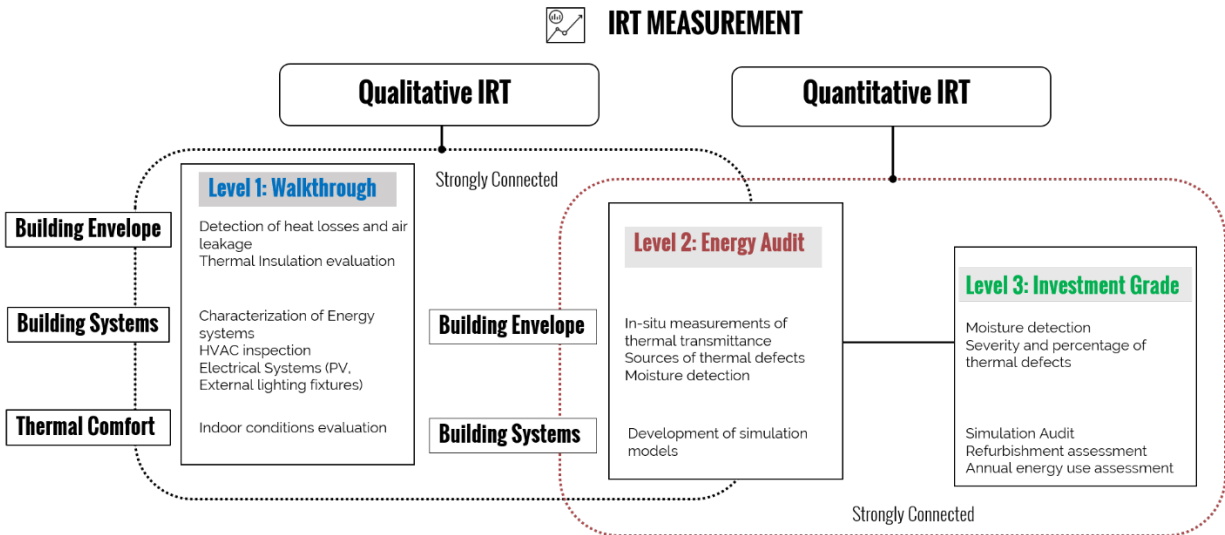 IRT MEASUREMENT
Qualitative IRT
Quantitative IRT
Strongly Connected
Level 1: Walkthrough
Building Envelope
Detection of heat losses and air
leakage
Thermal Insulation evaluation
Building Systems
Characterization of Energy
systems
HVAC inspection
Electrical Systems (PV,
External lighting fixtures)
Thermal Comfort
Indoor conditions evaluation
Level 2: Energy Audit
Building Envelope
In-situ measurements of
thermal transmittance
Sources of thermal defects
Moisture detection
Building Systems
Development of simulation
models
Level 3: Investment Grade
Moisture detection
Severity and percentage of
thermal defects
Simulation Audit
Refurbishment assessment
Annual energy use assessment
Strongly Connected